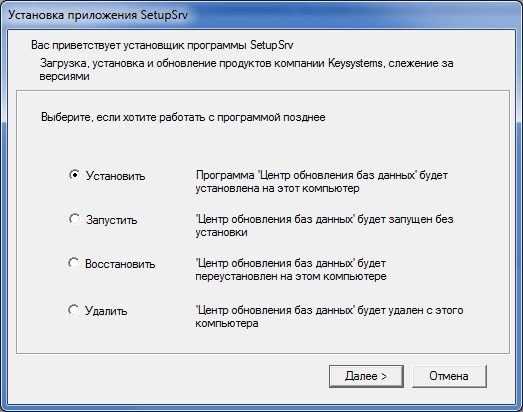 Установка приложения SetupSrv
Вас приветствует установщик программы SetupSrv
Загрузка, установка и обновление продуктов компании Keysystems, слежение за
версиями
Выберите, если хотите работать с программой позднее
Установить
Программа 'Центр обновления баз данных' будет
установлена на этот компьютер
Запустить
'Центр обновления баз данных' будет запущен без
установки
Восстановить
'Центр обновления баз данных' будет
переустановлен на этом компьютере
Удалить
'Центр обновления баз данных' будет удален с этого
компьютера
Далее >
Отмена